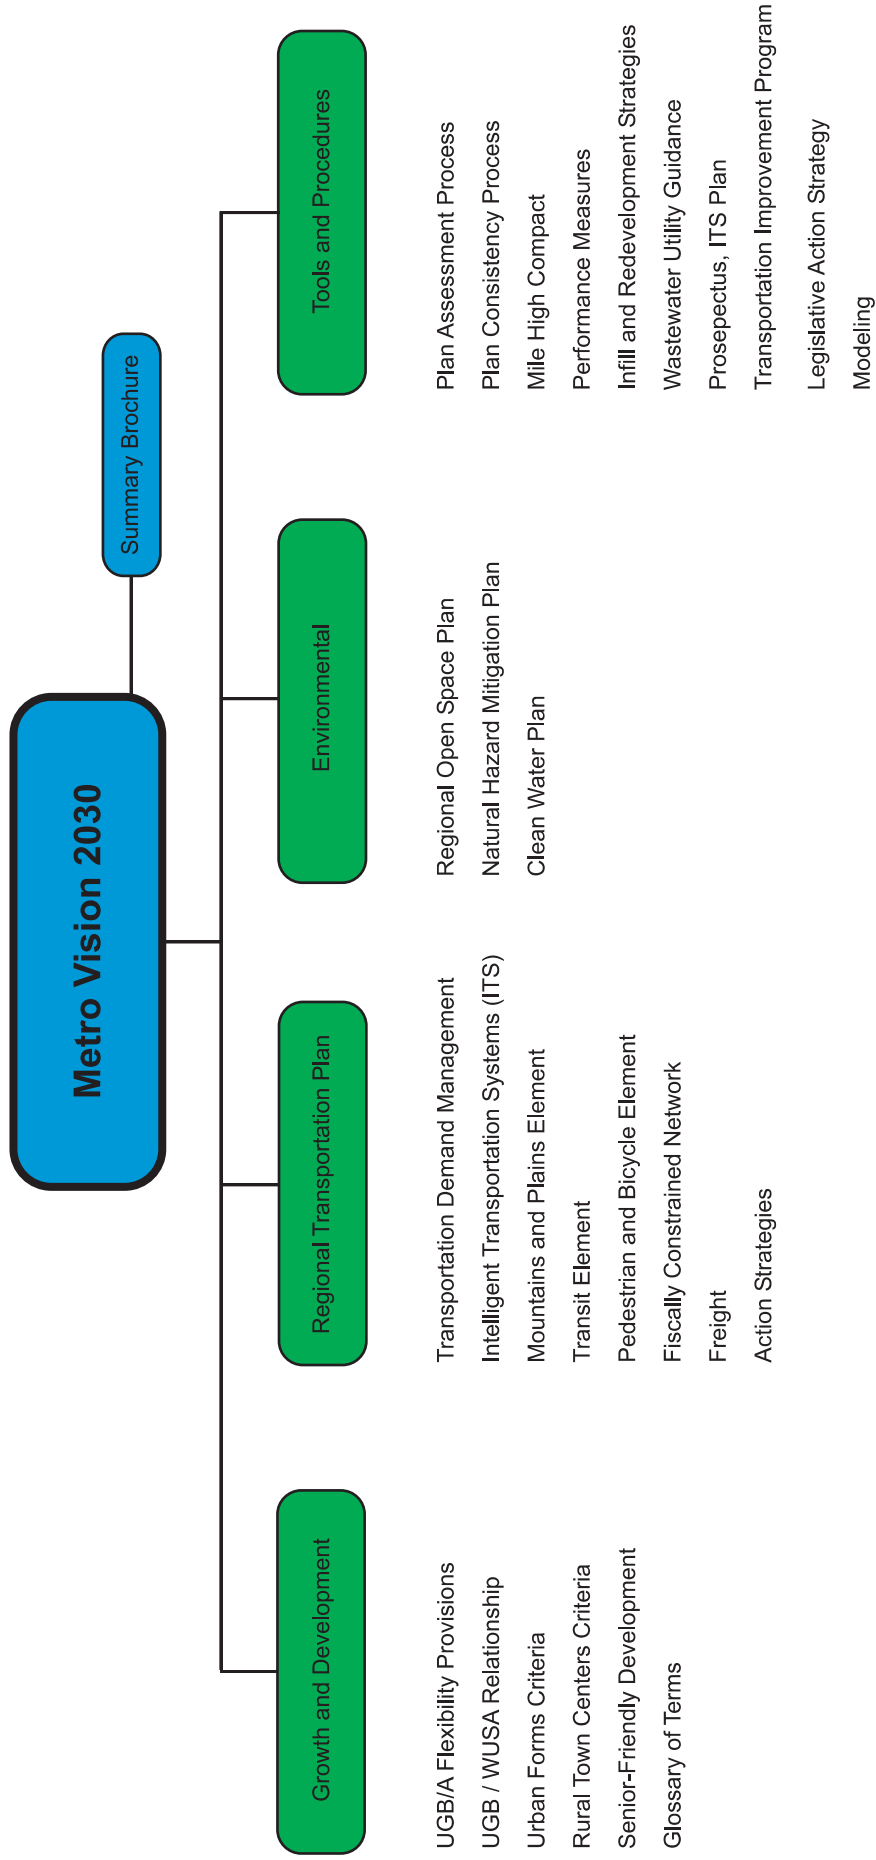 Metro Vision 2030
Summary Brochure
Growth and Development
UGB/A Flexibility Provisions
UGB / WUSA Relationship
Urban Forms Criteria
Rural Town Centers Criteria
Senior-Friendly Development
Glossary of Terms
Regional Transportation Plan
Transportation Demand Management
Intelligent Transportation Systems (ITS)
Mountains and Plains Element
Transit Element
Pedestrian and Bicycle Element
Fiscally Constrained Network
Freight
Action Strategies
Environmental
Regional Open Space Plan
Natural Hazard Mitigation Plan
Clean Water Plan
Tools and Procedures
Plan Assessment Process
Plan Consistency Process
Mile High Compact
Performance Measures
Infill and Redevelopment Strategies
Wastewater Utility Guidance
Prosepectus, ITS Plan
Transportation Improvement Program
Legislative Action Strategy
Modeling